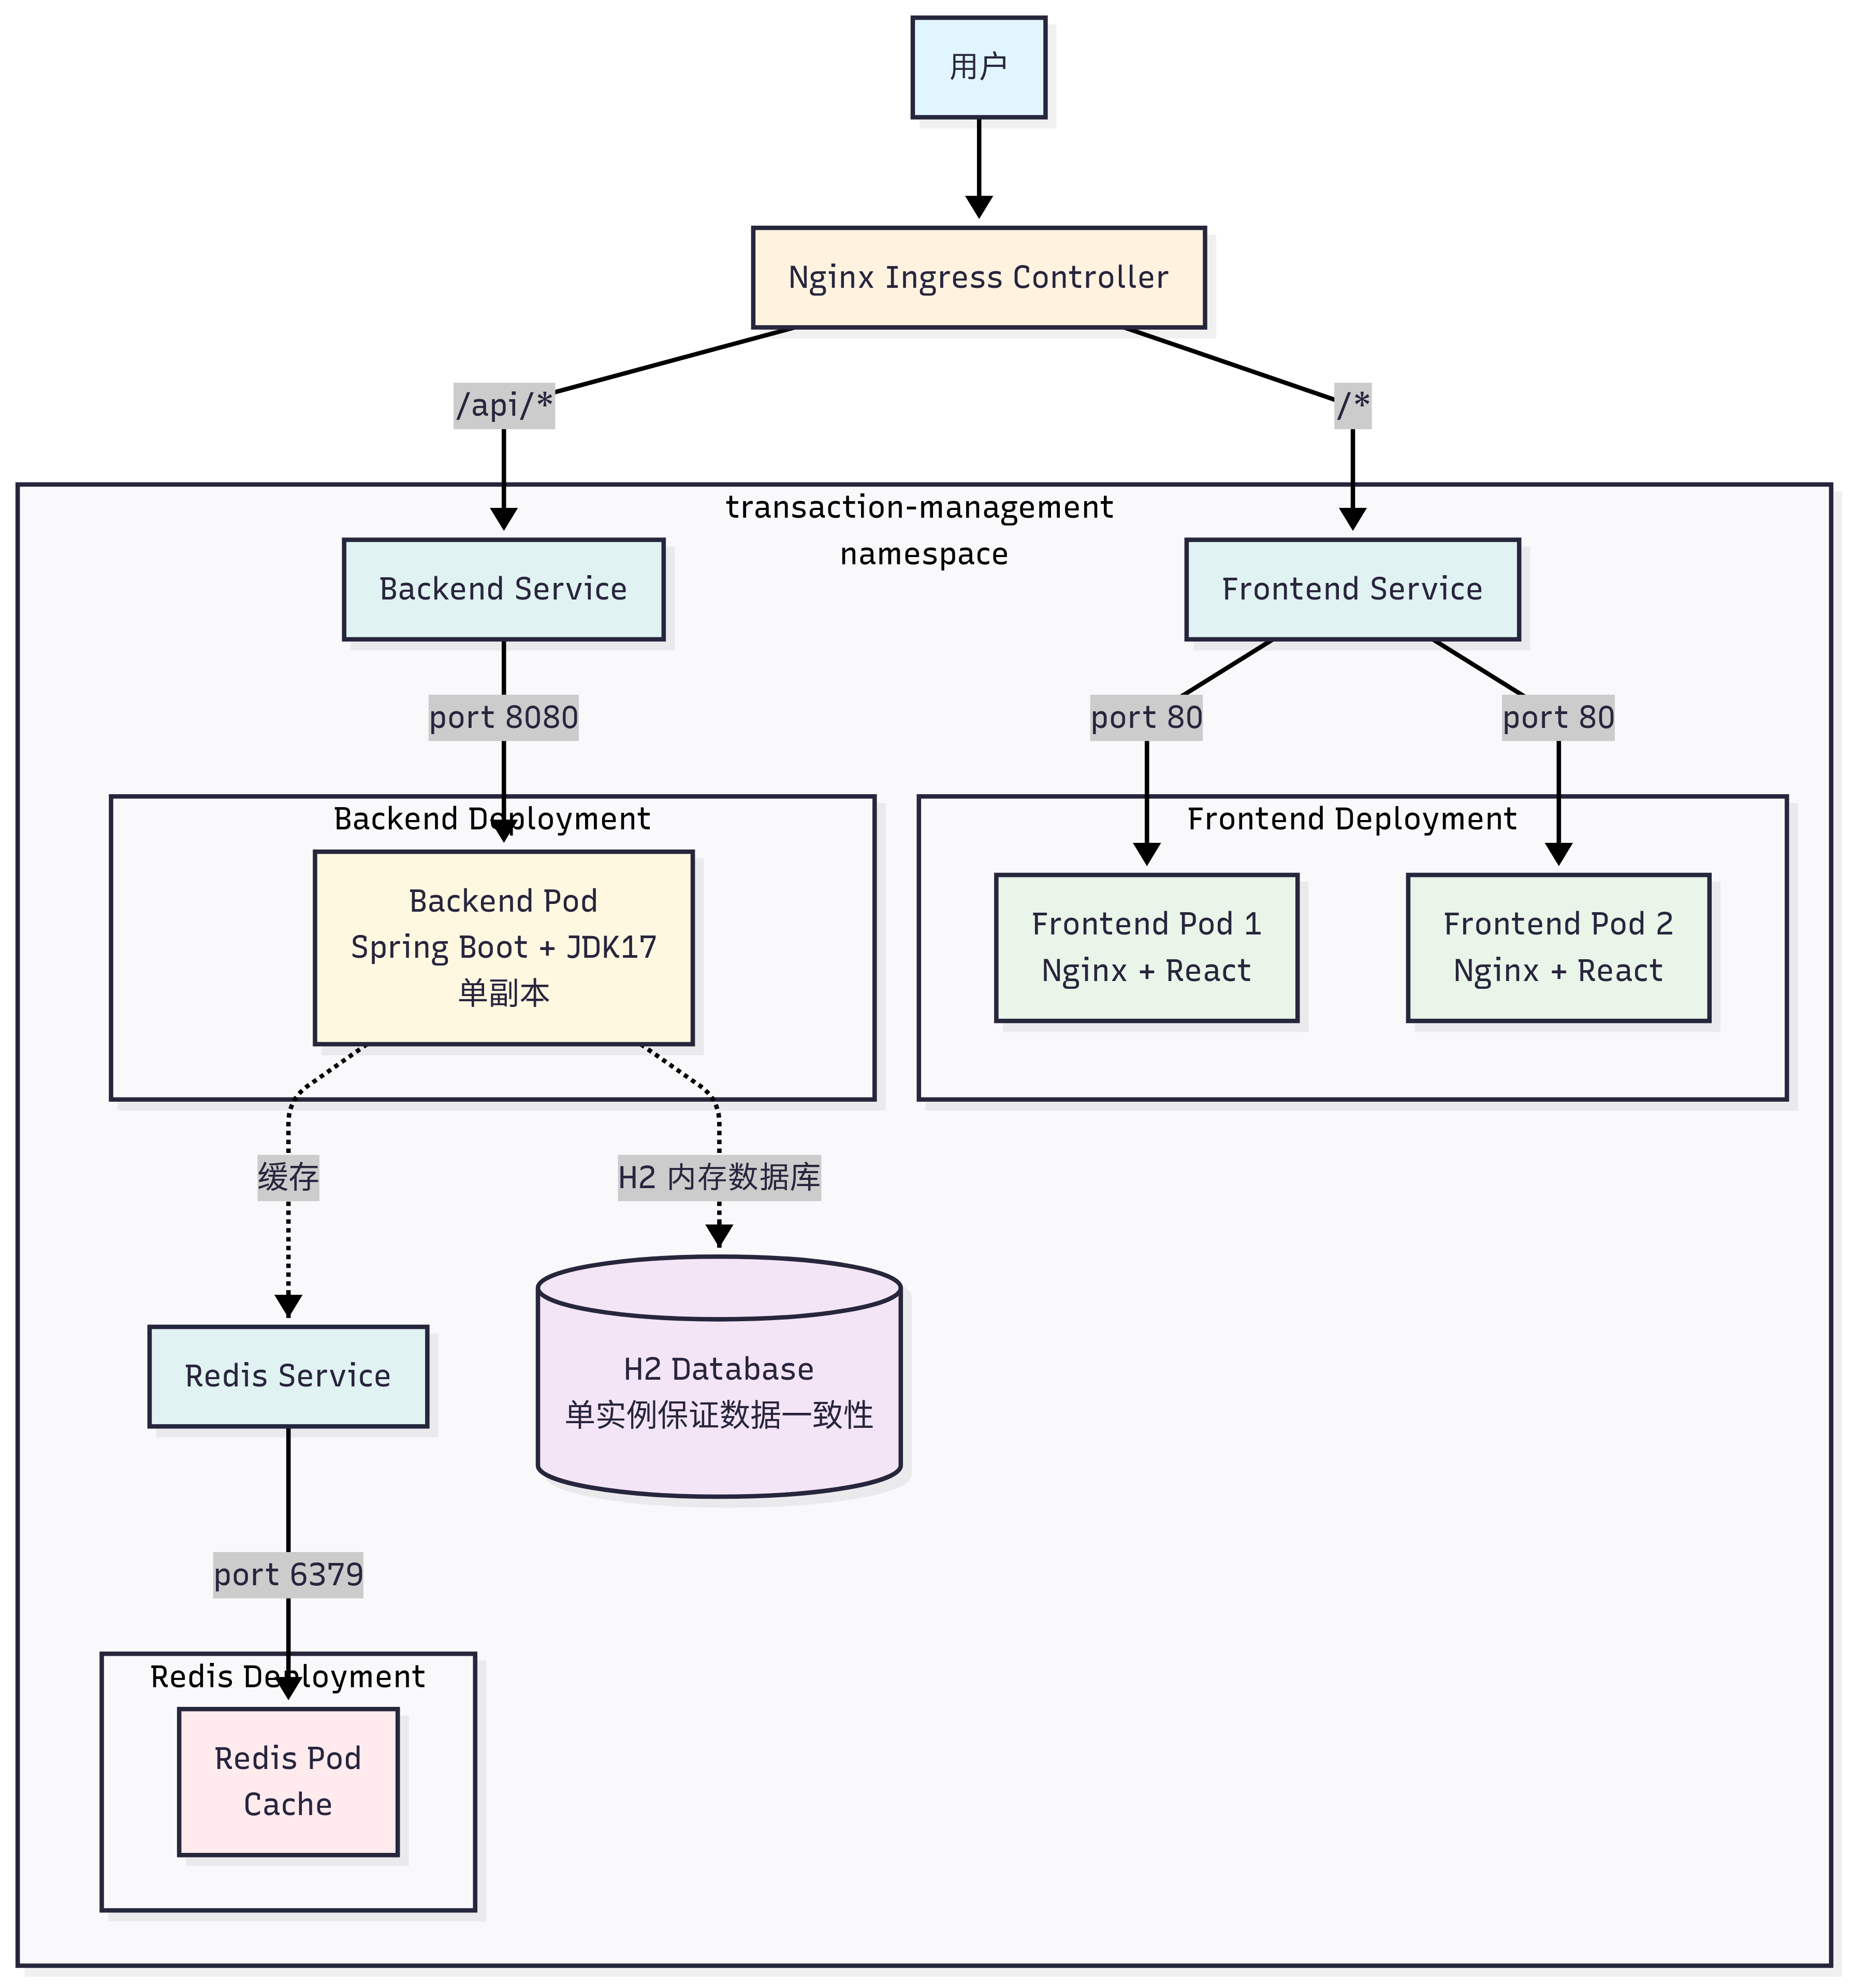 用户
Nginx Ingress Controller
/api/*
/*
transaction-management
namespace
Backend Service
Frontend Service
port 8080
port 80
port 80
Backend Deployment
Frontend Deployment
Backend Pod
Spring Boot + JDK17
单副本
Frontend Pod 1
Nginx + React
Frontend Pod 2
Nginx + React
缓存
H2 内存数据库
Redis Service
H2 Database
单实例保证数据一致性
port 6379
Redis Deployment
Redis Pod
Cache